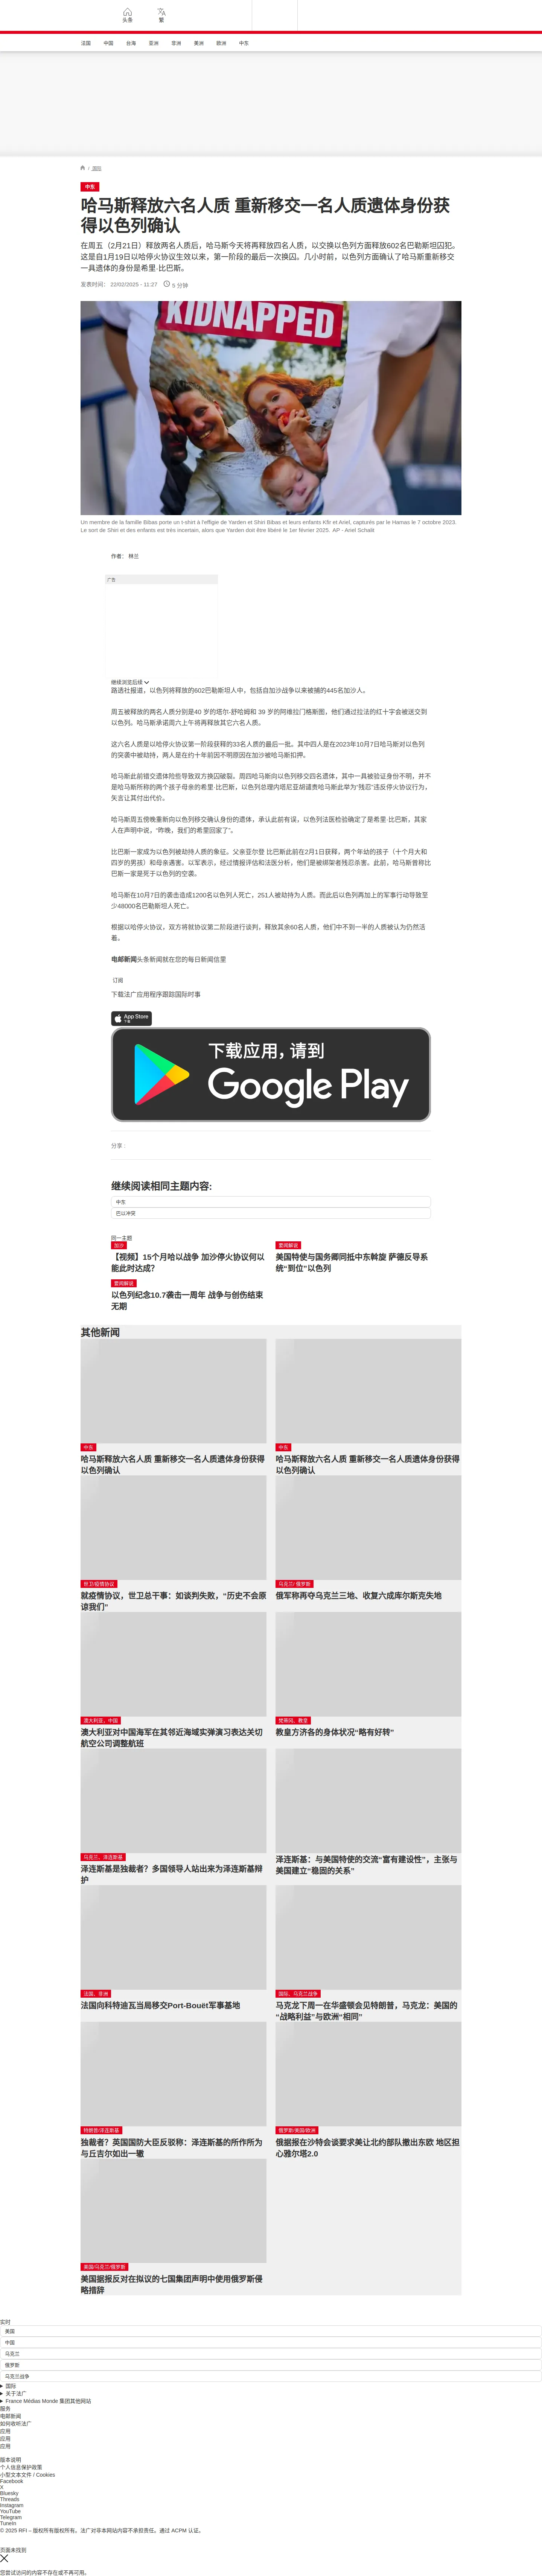 头条
繁
法国
中国
台海
亚洲
非洲
美洲
欧洲
中东
/ 国际
中东
哈马斯释放六名人质 重新移交一名人质遗体身份获
得以色列确认
在周五（2月21日）释放两名人质后，哈马斯今天将再释放四名人质，以交换以色列方面释放602名巴勒斯坦囚犯。
这是自1月19日以哈停火协议生效以来，第一阶段的最后一次换囚。几小时前，以色列方面确认了哈马斯重新移交
一具遗体的身份是希里·比巴斯。
发表时间： 22/02/2025 - 11:27 5 分钟
KIDNAPPED
Un membre de la famille Bibas porte un t-shirt à l'effigie de Yarden et Shiri Bibas et leurs enfants Kfir et Ariel, capturés par le Hamas le 7 octobre 2023.
Le sort de Shiri et des enfants est très incertain, alors que Yarden doit être libéré le 1er février 2025. AP - Ariel Schalit
作者： 林兰
广告
继续浏览后续
路透社报道，以色列将释放的602巴勒斯坦人中，包括自加沙战争以来被捕的445名加沙人。
周五被释放的两名人质分别是40 岁的塔尔-舒哈姆和 39 岁的阿维拉门格斯图，他们通过拉法的红十字会被送交到
以色列。哈马斯承诺周六上午将再释放其它六名人质。
这六名人质是以哈停火协议第一阶段获释的33名人质的最后一批。其中四人是在2023年10月7日哈马斯对以色列
的突袭中被劫持，两人是在约十年前因不明原因在加沙被哈马斯扣押。
哈马斯此前错交遗体险些导致双方换囚破裂。周四哈马斯向以色列移交四名遗体，其中一具被验证身份不明，并不
是哈马斯所称的两个孩子母亲的希里·比巴斯，以色列总理内塔尼亚胡谴责哈马斯此举为“残忍”违反停火协议行为，
矢言让其付出代价。
哈马斯周五傍晚重新向以色列移交确认身份的遗体，承认此前有误，以色列法医检验确定了是希里·比巴斯，其家
人在声明中说，“昨晚，我们的希里回家了”。
比巴斯一家成为以色列被劫持人质的象征。父亲亚尔登 比巴斯此前在2月1日获释，两个年幼的孩子（十个月大和
四岁的男孩）和母亲遇害。以军表示，经过情报评估和法医分析，他们是被绑架者残忍杀害。此前，哈马斯曾称比
巴斯一家是死于以色列的空袭。
哈马斯在10月7日的袭击造成1200名以色列人死亡，251人被劫持为人质。而此后以色列再加上的军事行动导致至
少48000名巴勒斯坦人死亡。
根据以哈停火协议，双方将就协议第二阶段进行谈判，释放其余60名人质，他们中不到一半的人质被认为仍然活
着。
电邮新闻头条新闻就在您的每日新闻信里
订阅
下载法广应用程序跟踪国际时事
App Store
下载
下载应用，请到
Google Play
分享 :
继续阅读相同主题内容:
中东
巴以冲突
同一主题
加沙
【视频】15个月哈以战争 加沙停火协议何以
能此时达成?
要闻解说
美国特使与国务卿同抵中东斡旋 萨德反导系
统“到位”以色列
要闻解说
以色列纪念10.7袭击一周年 战争与创伤结束
无期
其他新闻
中东
哈马斯释放六名人质 重新移交一名人质遗体身份获得
以色列确认
中东
哈马斯释放六名人质 重新移交一名人质遗体身份获得
以色列确认
世卫/疫情协议
就疫情协议，世卫总干事：如谈判失败，“历史不会原
谅我们”
乌克兰/ 俄罗斯
俄军称再夺乌克兰三地、收复六成库尔斯克失地
澳大利亚、中国
澳大利亚对中国海军在其邻近海域实弹演习表达关切
航空公司调整航班
梵蒂冈、教皇
教皇方济各的身体状况“略有好转”
乌克兰、泽连斯基
泽连斯基是独裁者？多国领导人站出来为泽连斯基辩
护
泽连斯基：与美国特使的交流“富有建设性”，主张与
美国建立“稳固的关系”
法国、非洲
法国向科特迪瓦当局移交Port-Bouët军事基地
国际、乌克兰战争
马克龙下周一在华盛顿会见特朗普，马克龙：美国的
“战略利益”与欧洲“相同”
特朗普/泽连斯基
独裁者？英国国防大臣反驳称：泽连斯基的所作所为
与丘吉尔如出一辙
俄罗斯/美国/欧洲
俄据报在沙特会谈要求美让北约部队撤出东欧 地区担
心雅尔塔2.0
美国/乌克兰/俄罗斯
美国据报反对在拟议的七国集团声明中使用俄罗斯侵
略措辞
实时
美国
中国
乌克兰
俄罗斯
乌克兰战争
国际
关于法广
France Médias Monde 集团其他网站
服务
电邮新闻
如何收听法广
应用
应用
应用
版本说明
个人信息保护政策
小型文本文件 / Cookies
Facebook
X
Bluesky
Threads
Instagram
YouTube
Telegram
TuneIn
© 2025 RFI – 版权所有版权所有。法广对非本网站内容不承担责任。通过 ACPM 认证。
页面未找到
您尝试访问的内容不存在或不再可用。